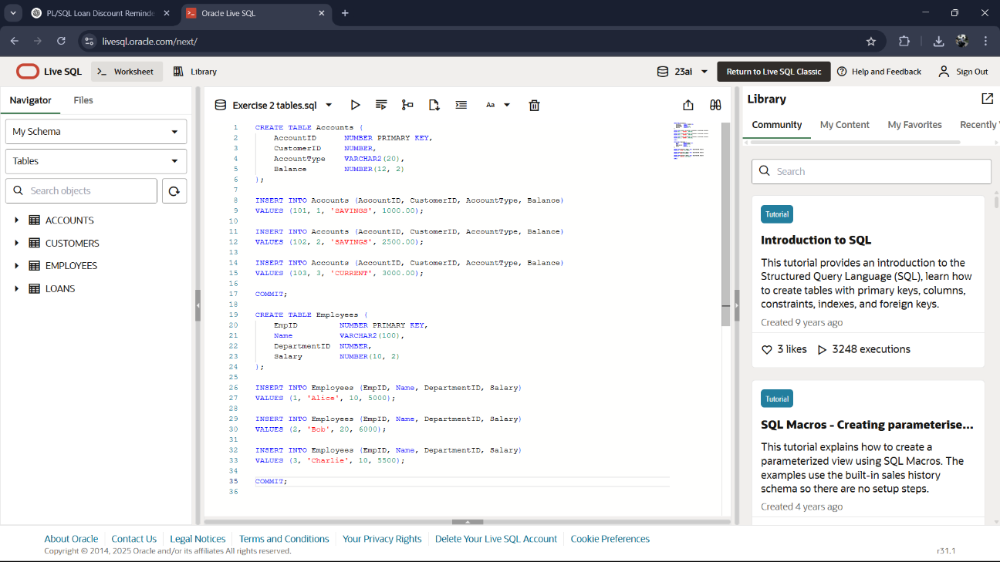 PL/SQL Loan Discount Reminde
Oracle Live SQL
livesql.oracle.com/next/
Live SQL
Worksheet
Library
23ai
Return to Live SQL Classic
Help and Feedback
Sign Out
Navigator
Files
My Schema
Tables
Search objects
ACCOUNTS
CUSTOMERS
EMPLOYEES
LOANS
Exercise 2 tables.sql
Aa
1 CREATE TABLE Accounts (
2 AccountID NUMBER PRIMARY KEY,
3 CustomerID NUMBER,
4 AccountType VARCHAR2(20),
5 Balance NUMBER(12, 2)
6 );
7
8 INSERT INTO Accounts (AccountID, CustomerID, AccountType, Balance)
9 VALUES (101, 1, 'SAVINGS', 1000.00);
10
11 INSERT INTO Accounts (AccountID, CustomerID, AccountType, Balance)
12 VALUES (102, 2, 'SAVINGS', 2500.00);
13
14 INSERT INTO Accounts (AccountID, CustomerID, AccountType, Balance)
15 VALUES (103, 3, 'CURRENT', 3000.00);
16
17 COMMIT;
18
19 CREATE TABLE Employees (
20 EmpID NUMBER PRIMARY KEY,
21 Name VARCHAR2(100),
22 DepartmentID NUMBER,
23 Salary NUMBER(10, 2)
24 );
25
26 INSERT INTO Employees (EmpID, Name, DepartmentID, Salary)
27 VALUES (1, 'Alice', 10, 5000);
28
29 INSERT INTO Employees (EmpID, Name, DepartmentID, Salary)
30 VALUES (2, 'Bob', 20, 6000);
31
32 INSERT INTO Employees (EmpID, Name, DepartmentID, Salary)
33 VALUES (3, 'Charlie', 10, 5500);
34
35 COMMIT;
36
Library
Community
My Content
My Favorites
Recently
Search
Tutorial
Introduction to SQL
This tutorial provides an introduction to the
Structured Query Language (SQL), learn how
to create tables with primary keys, columns,
constraints, indexes, and foreign keys.
Created 9 years ago
3 likes
3248 executions
Tutorial
SQL Macros - Creating parameterise...
This tutorial explains how to create a
parameterized view using SQL Macros. The
examples use the built-in sales history
schema so there are no setup steps.
Created 4 years ago
About Oracle
Contact Us
Legal Notices
Terms and Conditions
Your Privacy Rights
Delete Your Live SQL Account
Cookie Preferences
Copyright © 2014, 2025 Oracle and/or its affiliates All rights reserved.
r31.1